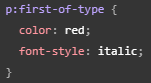 p:first-of-type {
  color: red;
  font-style: italic;
}